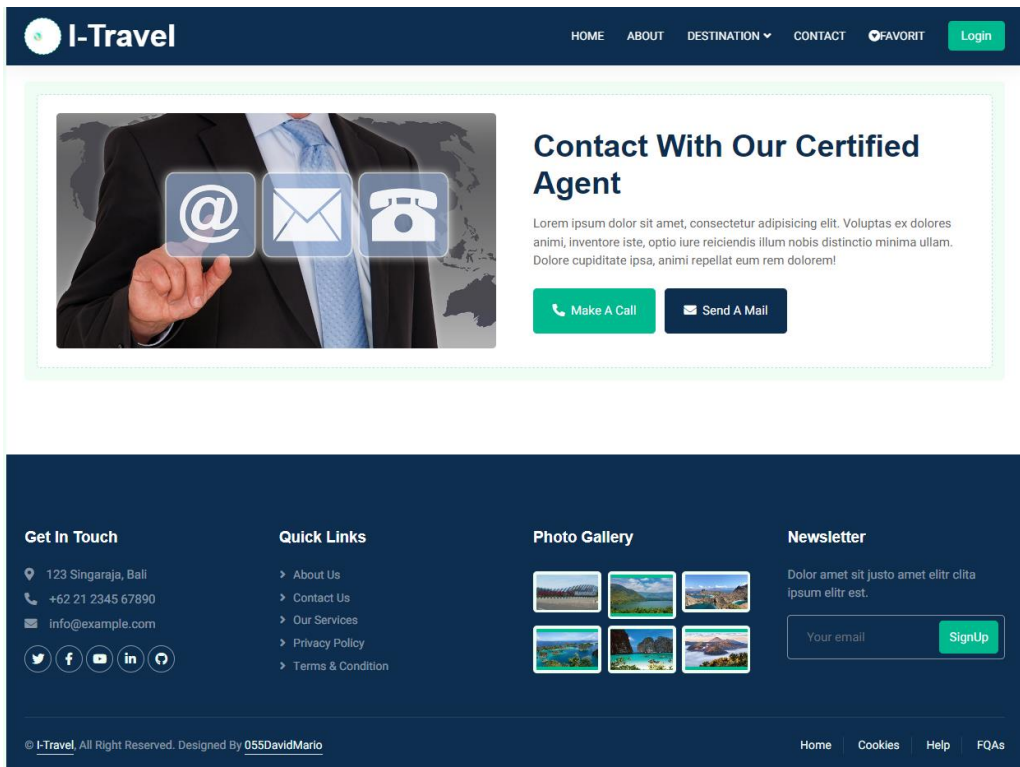 I-Travel
HOME ABOUT DESTINATION CONTACT FAVORIT Login
@
Contact With Our Certified
Agent
Lorem ipsum dolor sit amet, consectetur adipisicing elit. Voluptas ex dolores
animi, inventore iste, optio iure reiciendis illum nobis distinctio minima ullam.
Dolore cupiditate ipsa, animi repellat eum rem dolorem!
Make A Call
Send A Mail
Get In Touch
123 Singaraja, Bali
+62 21 2345 67890
info@example.com
Quick Links
About Us
Contact Us
Our Services
Privacy Policy
Terms & Condition
Photo Gallery
Newsletter
Dolor amet sit justo amet elitr clita
ipsum elitr est.
Your email
SignUp
© I-Travel, All Right Reserved. Designed By 055DavidMario
Home Cookies Help FQAs